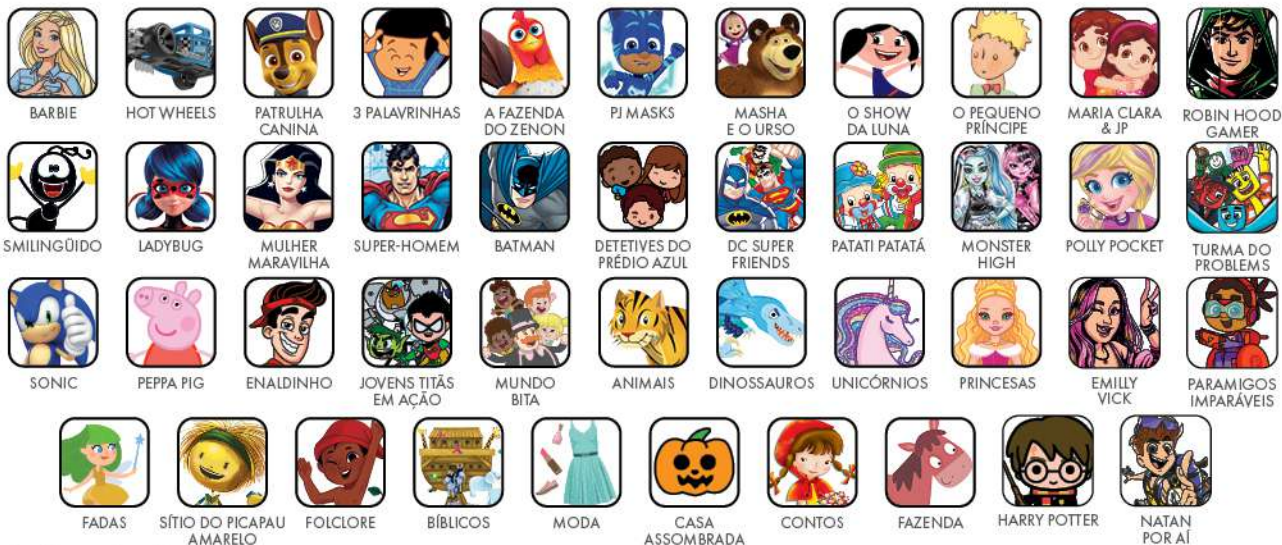 BARBIE
HOT WHEELS
PATRULHA
CANINA
3 PALAVRINHAS
A FAZENDA
DO ZENON
PJ MASKS
MASHA
E O URSO
O SHOW
DA LUNA
O PEQUENO
PRÍNCIPE
MARIA CLARA
& JP
ROBIN HOOD
GAMER
SMILINGÜIDO
LADYBUG
MULHER
MARAVILHA
SUPER-HOMEM
BATMAN
DETETIVES DO
PRÉDIO AZUL
DC SUPER
FRIENDS
PATATI PATATÁ
MONSTER
HIGH
POLLY POCKET
TURMA DO
PROBLEMS
SONIC
PEPPA PIG
ENALDINHO
JOVENS TITÃS
EM AÇÃO
MUNDO
BITA
ANIMAIS
DINOSSAUROS
UNICÓRNIOS
PRINCESAS
EMILLY
VICK
PARAMIGOS
IMPARÁVEIS
FADAS
SÍTIO DO PICAPAU
AMARELO
FOLCLORE
BÍBLICOS
MODA
CASA
ASSOMBRADA
CONTOS
FAZENDA
HARRY POTTER
NATAN
POR AÍ